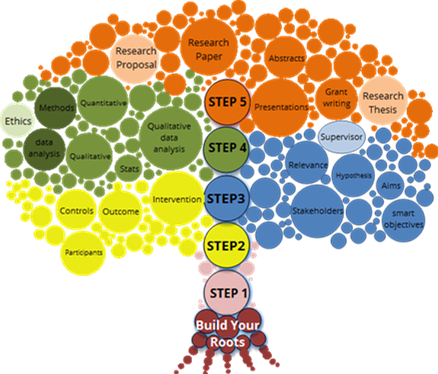 Research
Proposal
Research
Paper
Abstracts
Grant
writing
Research
Thesis
Presentations
STEP 5
Ethics
Methods
Quantitative
data
analysis
Qualitative
Qualitative
data
analysis
Stats
STEP 4
Supervisor
Relevance
Hypothesis
Aims
Stakeholders
smart
objectives
STEP3
Intervention
Controls
Outcome
Participants
STEP2
STEP 1
Build Your
Roots